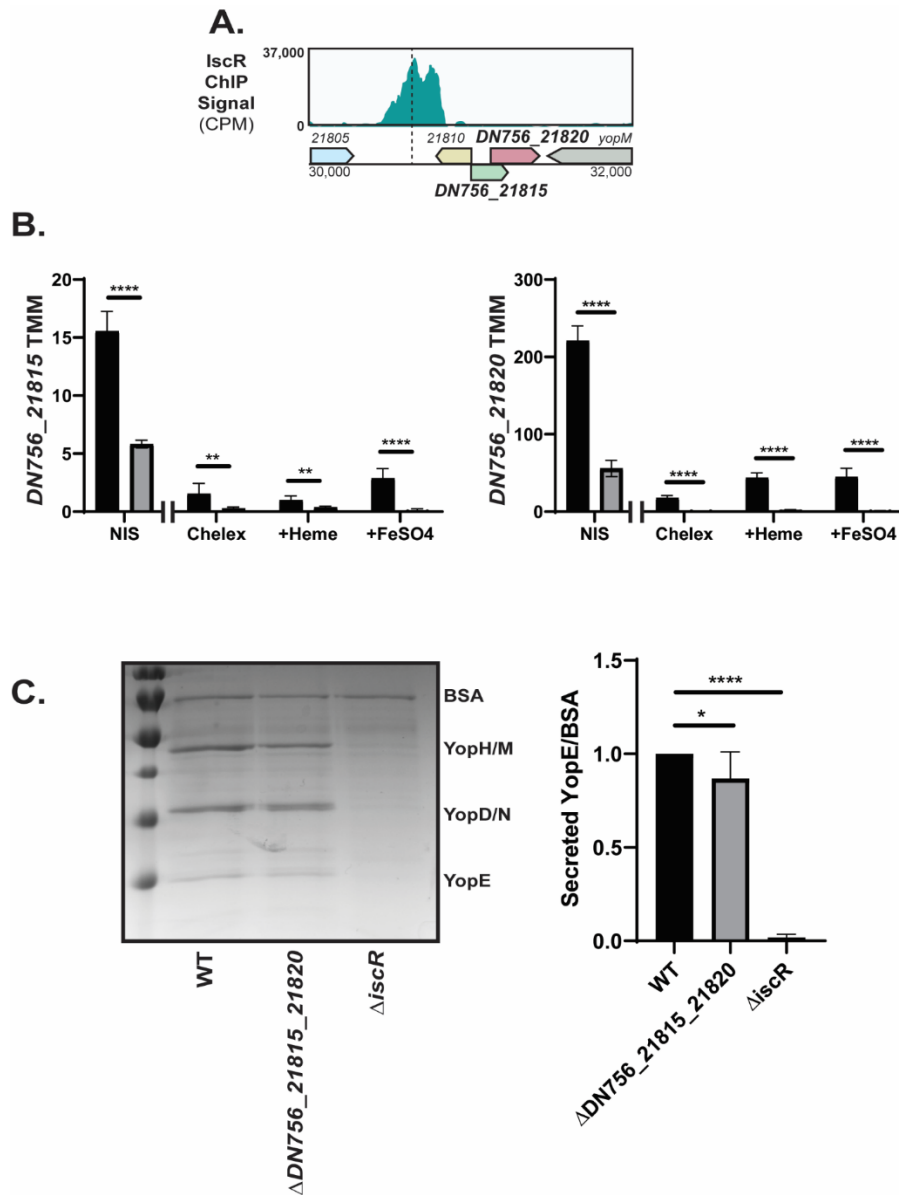 A.
IscR
ChIP
Signal
(CPM)
37,000
0
21805
21810
DN756_21820
yopM
30,000
32,000
DN756_21815
B.
DN756_21815 TMM
20
15
10
5
0
****
**
**
****
NIS
Chelex
+Heme
+FeSO4
DN756_21820 TMM
300
200
100
0
****
****
****
****
NIS
Chelex
+Heme
+FeSO4
C.
BSA
YopH/M
YopD/N
YopE
WT
ΔDN756_21815_21820
ΔiscR
Secreted YopE/BSA
1.5
1.0
0.5
0.0
****
*
WT
ΔDN756_21815_21820
ΔiscR